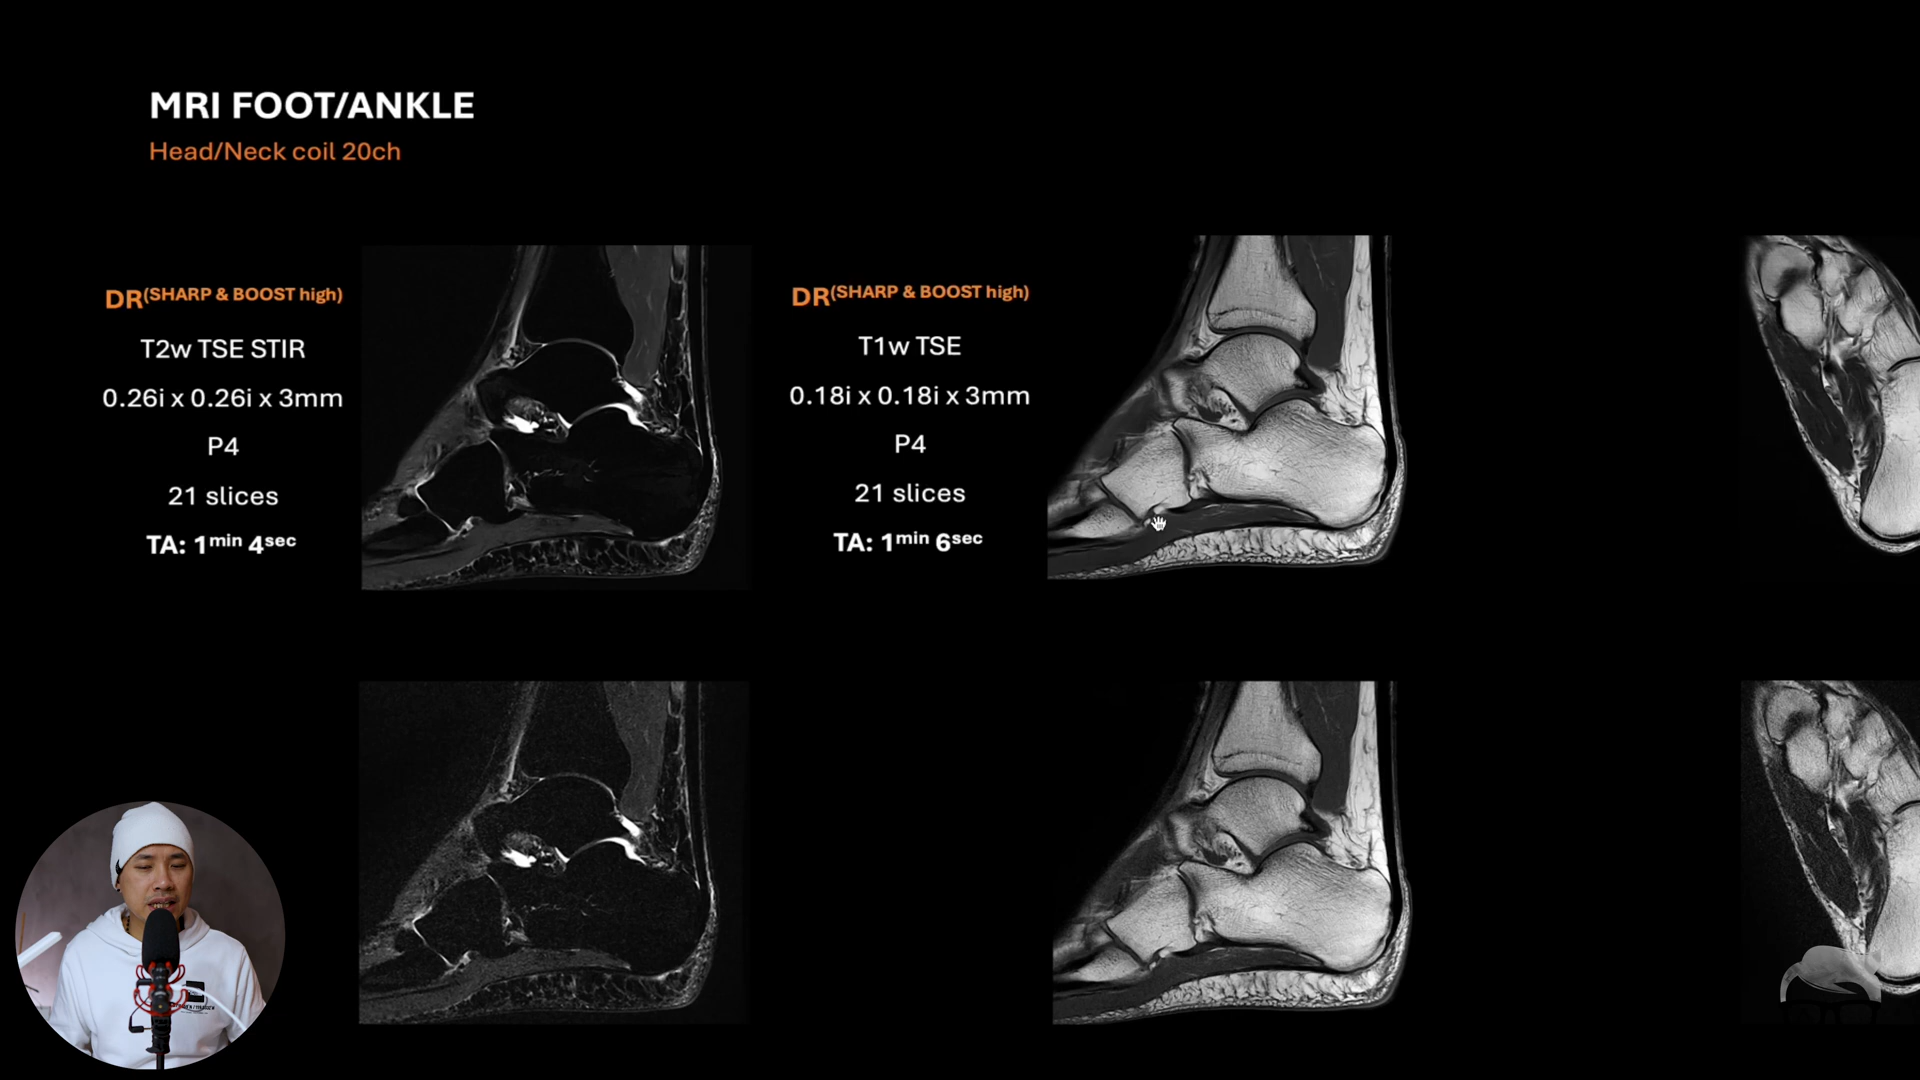 MRI FOOT/ANKLE
Head/Neck coil 20ch
DR(SHARP & BOOST high)
T2w TSE STIR
0.26i x 0.26i x 3mm
P4
21 slices
TA: 1min 4sec
DR(SHARP & BOOST high)
T1w TSE
0.18i x 0.18i x 3mm
P4
21 slices
TA: 1min 6sec